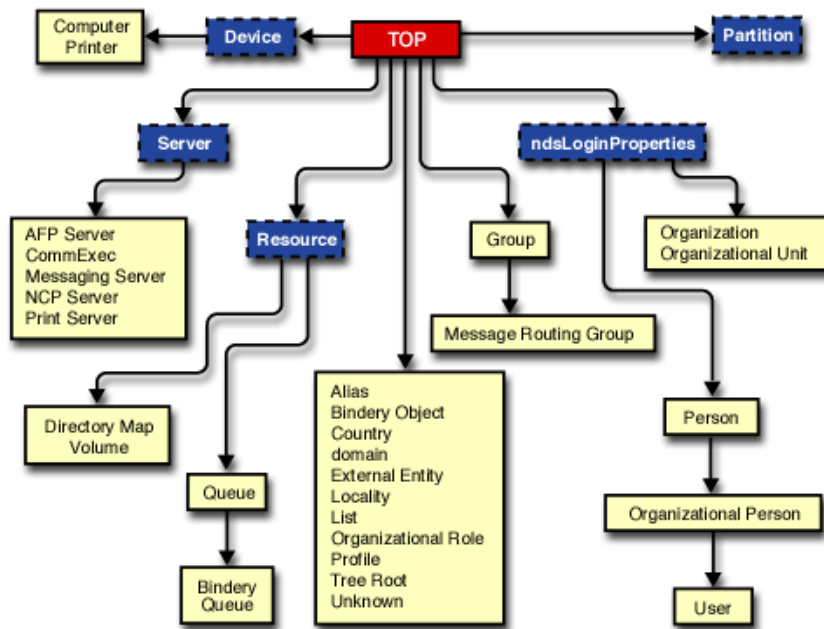 Computer
Printer
Device
TOP
Partition
Server
ndsLoginProperties
AFP Server
CommExec
Messaging Server
NCP Server
Print Server
Resource
Group
Organization
Organizational Unit
Message Routing Group
Directory Map
Volume
Alias
Bindery Object
Country
domain
External Entity
Locality
List
Organizational Role
Profile
Tree Root
Unknown
Person
Queue
Organizational Person
Bindery
Queue
User